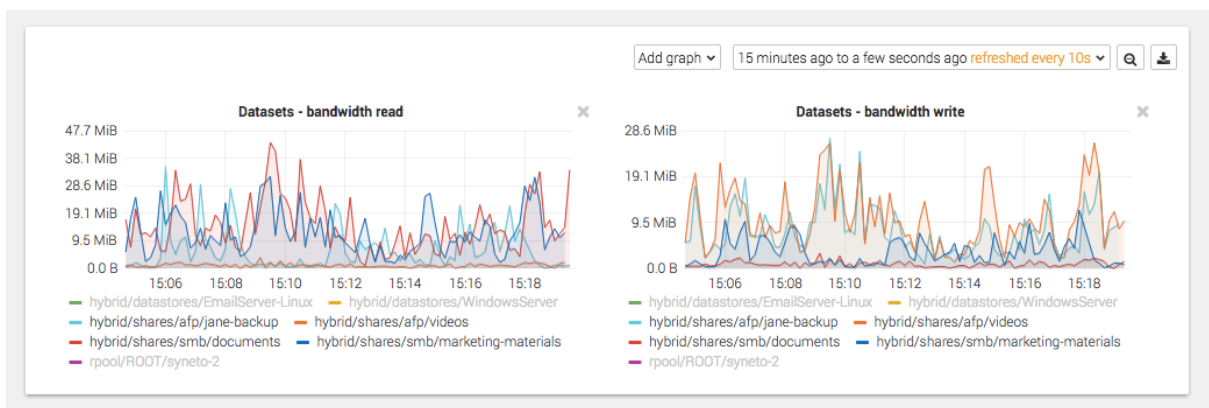 Add graph 15 minutes ago to a few seconds ago refreshed every 10s
Datasets - bandwidth read
47.7 MiB
38.1 MiB
28.6 MiB
19.1 MiB
9.5 MiB
0.0 B
15:06 15:08 15:10 15:12 15:14 15:16 15:18
hybrid/datastores/EmailServer-Linux hybrid/datastores/WindowsServer
hybrid/shares/afp/jane-backup hybrid/shares/afp/videos
hybrid/shares/smb/documents hybrid/shares/smb/marketing-materials
rpool/ROOT/syneto-2
Datasets - bandwidth write
28.6 MiB
19.1 MiB
9.5 MiB
0.0 B
15:06 15:08 15:10 15:12 15:14 15:16 15:18
hybrid/datastores/EmailServer-Linux hybrid/datastores/WindowsServer
hybrid/shares/afp/jane-backup hybrid/shares/afp/videos
hybrid/shares/smb/documents hybrid/shares/smb/marketing-materials
rpool/ROOT/syneto-2